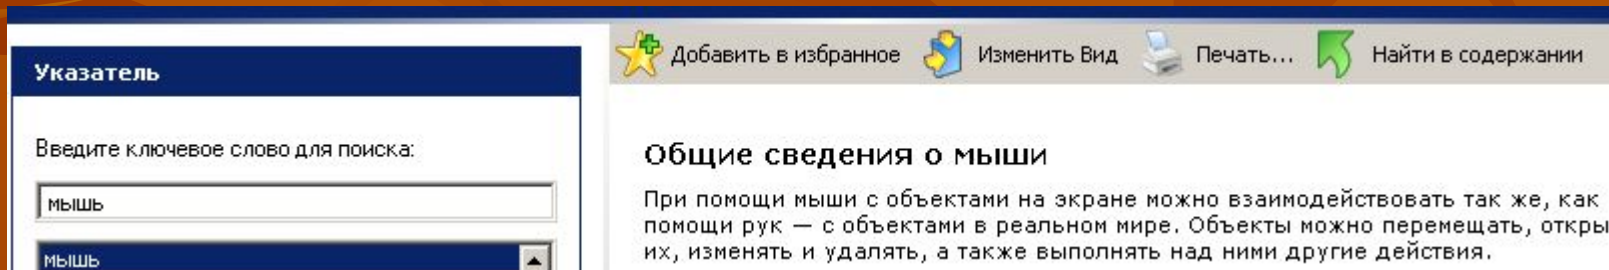 Указатель
Введите ключевое слово для поиска:
мышь
мышь
Добавить в избранное Изменить Вид Печать... Найти в содержании
Общие сведения о мыши
При помощи мыши с объектами на экране можно взаимодействовать так же, как
помощи рук — с объектами в реальном мире. Объекты можно перемещать, откры
их, изменять и удалять, а также выполнять над ними другие действия.